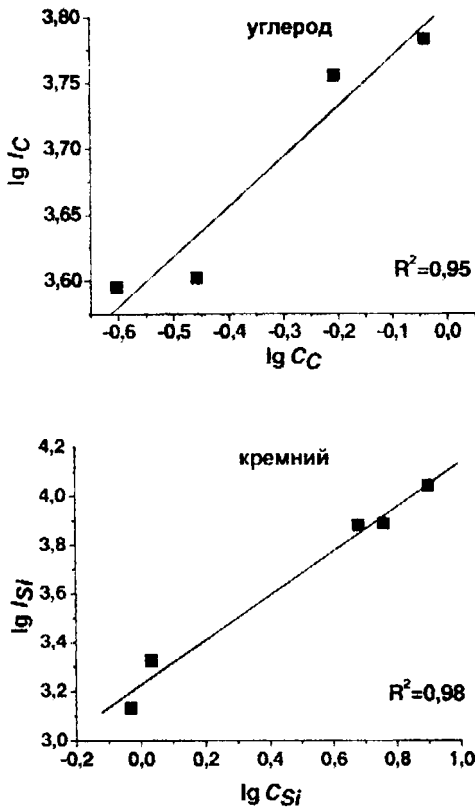 3,80
углерод
3,75
3,70
lg I_C
3,65
3,60
R²=0,95
-0,6 -0,5 -0,4 -0,3 -0,2 -0,1 0,0
lg C_C
4,2
кремний
4,0
3,8
lg I_Si
3,6
3,4
3,2
R²=0,98
3,0
-0,2 0,0 0,2 0,4 0,6 0,8 1,0
lg C_Si